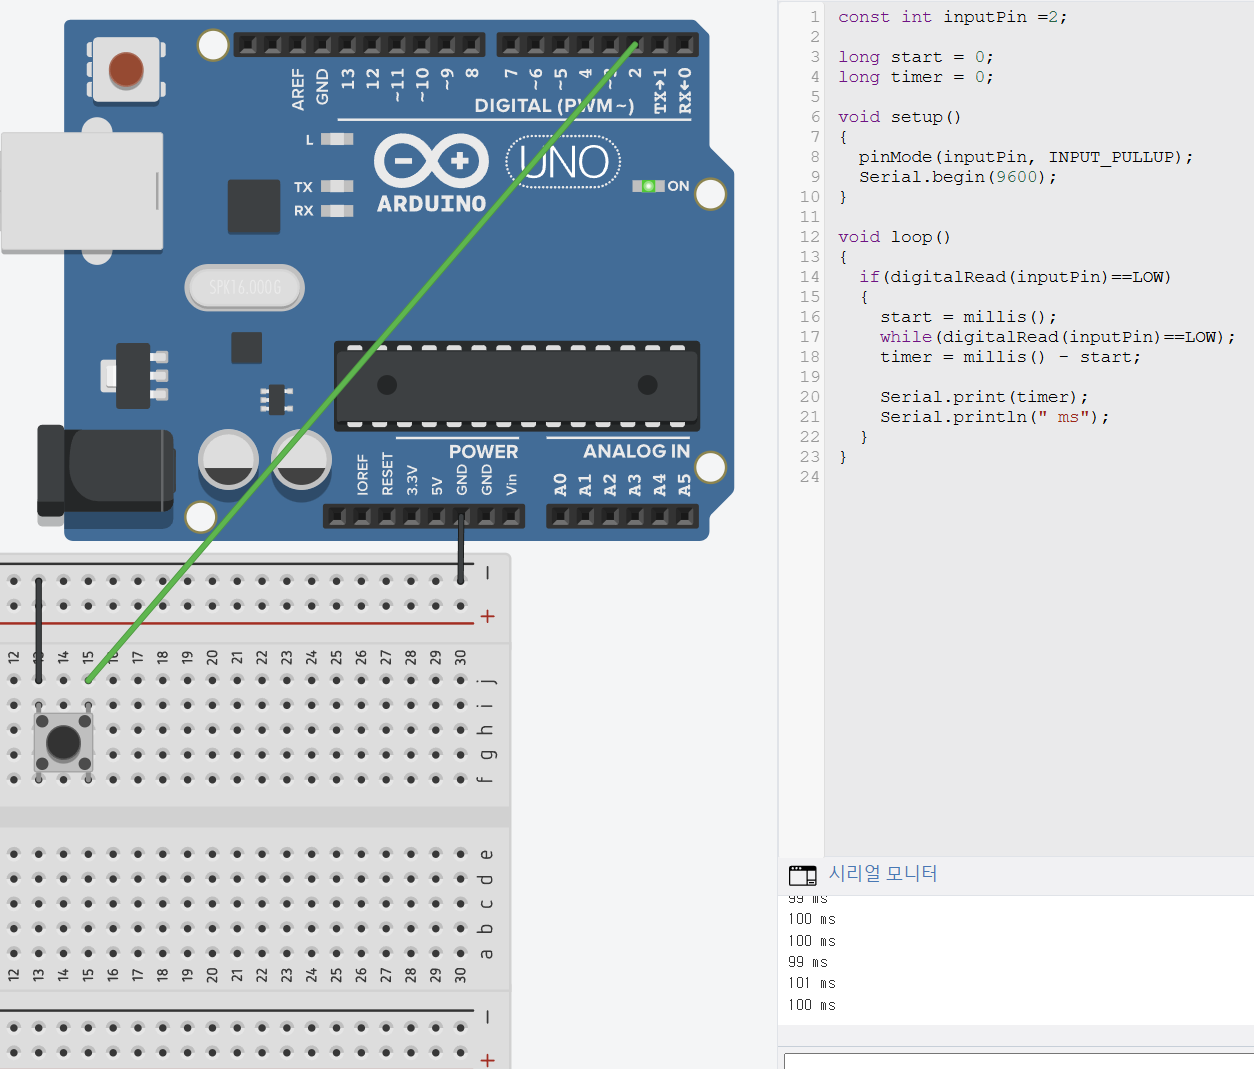 AREF
GND
13
12
~11
~10
~9
8
7
~6
~5
4
2
TX→1
RX←0
DIGITAL (PWM~)
L
TX
RX
UNO
ARDUINO
ON
SPK16.000G
POWER
ANALOG IN
IOREF
RESET
3.3V
5V
GND
GND
Vin
A0
A1
A2
A3
A4
A5
−
+
12 14 15 17 18 19 20 21 22 23 24 25 26 27 28 29 30
j
i
h
g
f
e
d
c
b
a
12 13 14 15 16 17 18 19 20 21 22 23 24 25 26 27 28 29 30
−
+
1 const int inputPin =2;
2
3 long start = 0;
4 long timer = 0;
5
6 void setup()
7 {
8   pinMode(inputPin, INPUT_PULLUP);
9   Serial.begin(9600);
10 }
11
12 void loop()
13 {
14   if(digitalRead(inputPin)==LOW)
15   {
16     start = millis();
17     while(digitalRead(inputPin)==LOW);
18     timer = millis() - start;
19
20     Serial.print(timer);
21     Serial.println(" ms");
22   }
23 }
24
시리얼 모니터
99 ms
100 ms
100 ms
99 ms
101 ms
100 ms